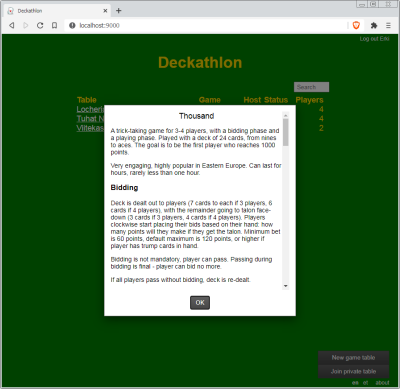 Deckathlon
localhost:9000
Log out Erki
Deckathlon
Search
Table Game Host Status Players
4
Tuhat N 4
Viitekas 2
Thousand
A trick-taking game for 3-4 players, with a bidding phase and
a playing phase. Played with a deck of 24 cards, from nines
to aces. The goal is to be the first player who reaches 1000
points.
Very engaging, highly popular in Eastern Europe. Can last for
hours, rarely less than one hour.
Bidding
Deck is dealt out to players (7 cards to each if 3 players, 6
cards if 4 players), with the remaining going to talon face-
down (3 cards if 3 players, 4 cards if 4 players). Players
clockwise start placing their bids based on their hand: how
many points will they make if they get the talon. Minimum bet
is 60 points, default maximum is 120 points, or higher if
player has trump cards in hand.
Bidding is not mandatory, player can pass. Passing during
bidding is final - player can bid no more.
If all players pass without bidding, deck is re-dealt.
OK
New game table
Join private table
en et about